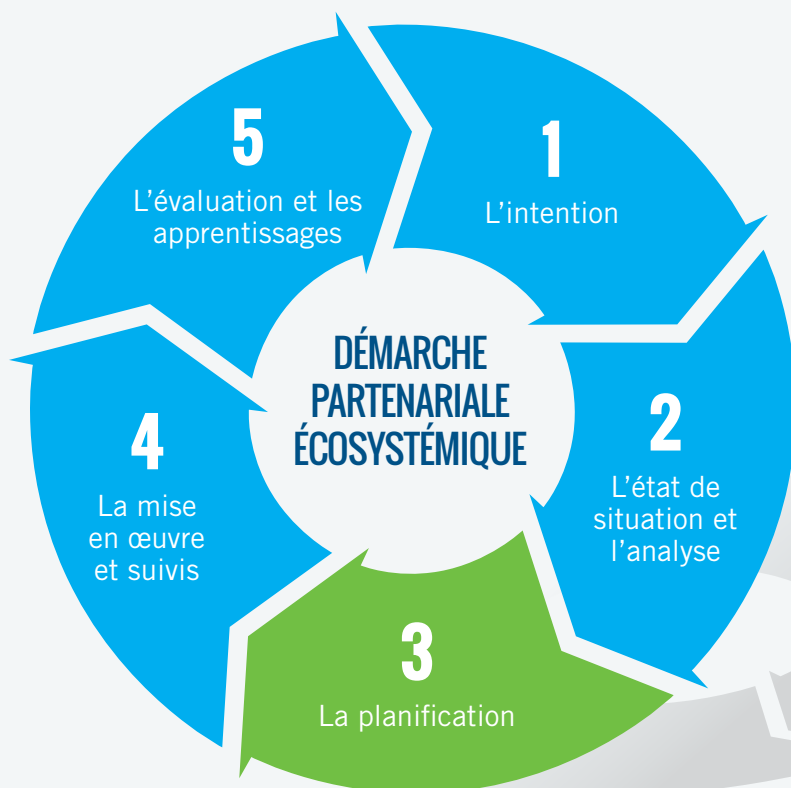 DÉMARCHE
PARTENARIALE
ÉCOSYSTÉMIQUE
1
L'intention
2
L'état de
situation et
l'analyse
3
La planification
4
La mise
en œuvre
et suivis
5
L'évaluation et les
apprentissages